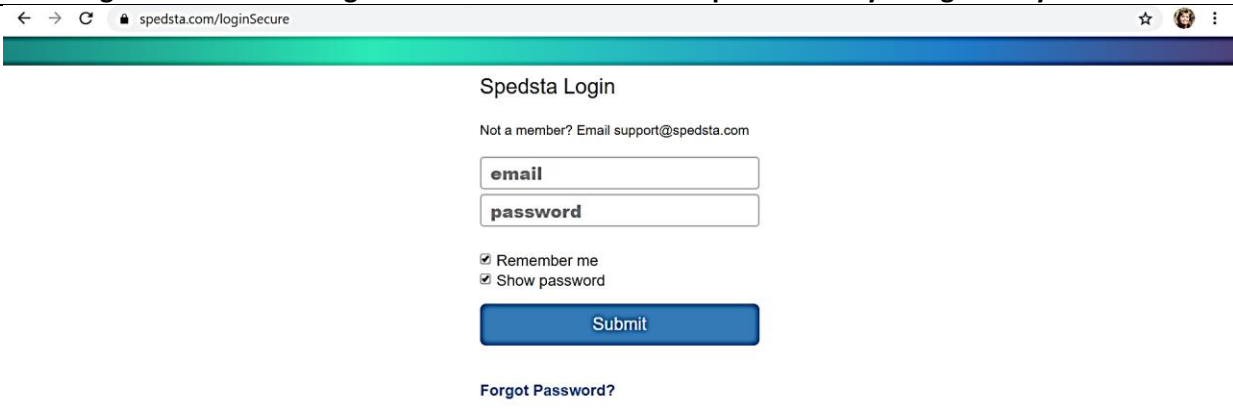 spedsta.com/loginSecure
Spedsta Login
Not a member? Email support@spedsta.com
email
password
Remember me
Show password
Submit
Forgot Password?